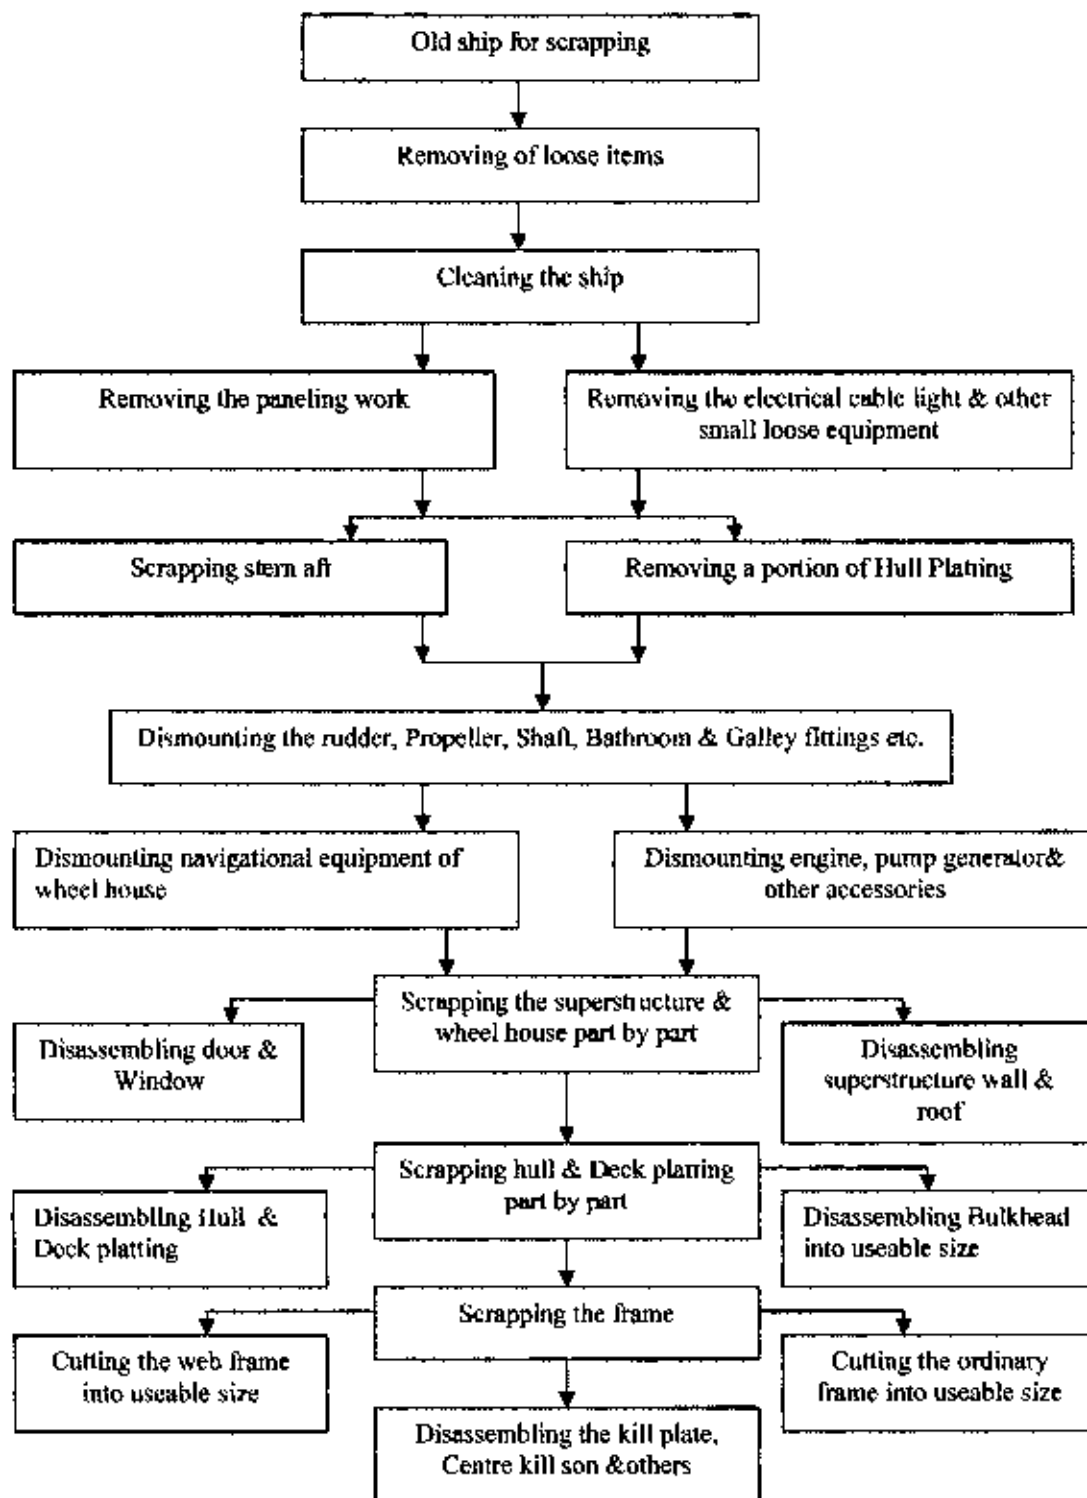 Old ship for scrapping
Removing of loose items
Cleaning the ship
Removing the paneling work
Removing the electrical cable light & other
small loose equipment
Scrapping stern aft
Removing a portion of Hull Platting
Dismounting the rudder, Propeller, Shaft, Bathroom & Galley fittings etc.
Dismounting navigational equipment of
wheel house
Dismounting engine, pump generator&
other accessories
Scrapping the superstructure &
wheel house part by part
Disassembling door &
Window
Disassembling
superstructure wall &
roof
Scrapping hull & Deck platting
part by part
Disassembling Hull & 
Deck platting
Disassembling Bulkhead
into useable size
Scrapping the frame
Cutting the web frame
into useable size
Cutting the ordinary
frame into useable size
Disassembling the kill plate,
Centre kill son &others